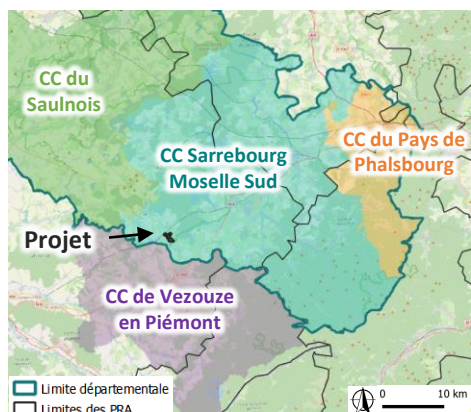 CC du
Saulnois
CC du Pays de
Phalsbourg
CC Sarrebourg
Moselle Sud
Projet
CC de Vezouze
en Piémont
Limite départementale
Limites des PRA
0 10 km